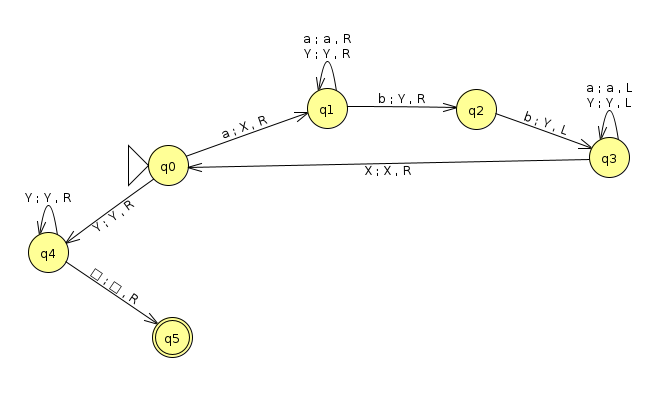 a ; a , R
Y ; Y , R
q1
b ; Y , R
q2
a ; a , L
Y ; Y , L
q3
b ; Y , L
a ; X , R
q0
X ; X , R
Y ; Y , R
Y ; Y , R
q4
□ ; □ , R
q5